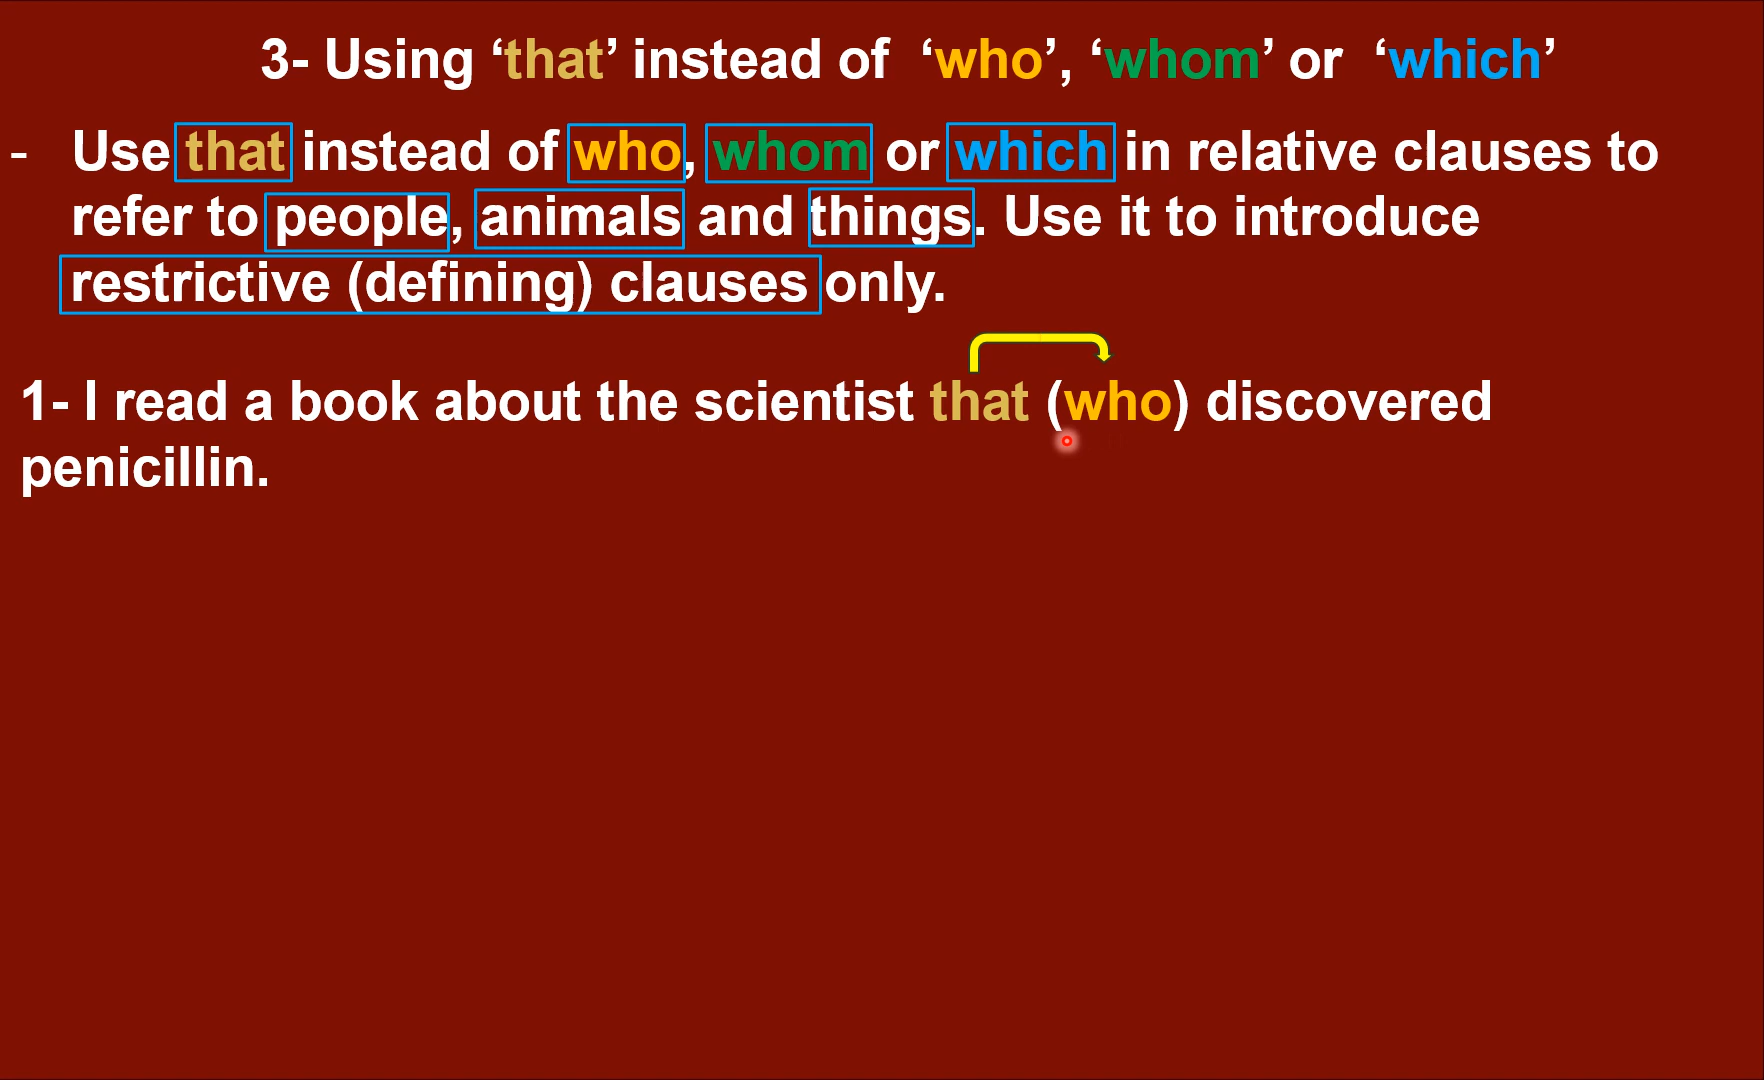 3- Using ‘that’ instead of ‘who’, ‘whom’ or ‘which’
- Use that instead of who, whom or which in relative clauses to
refer to people, animals and things. Use it to introduce
restrictive (defining) clauses only.
1- I read a book about the scientist that (who) discovered
penicillin.